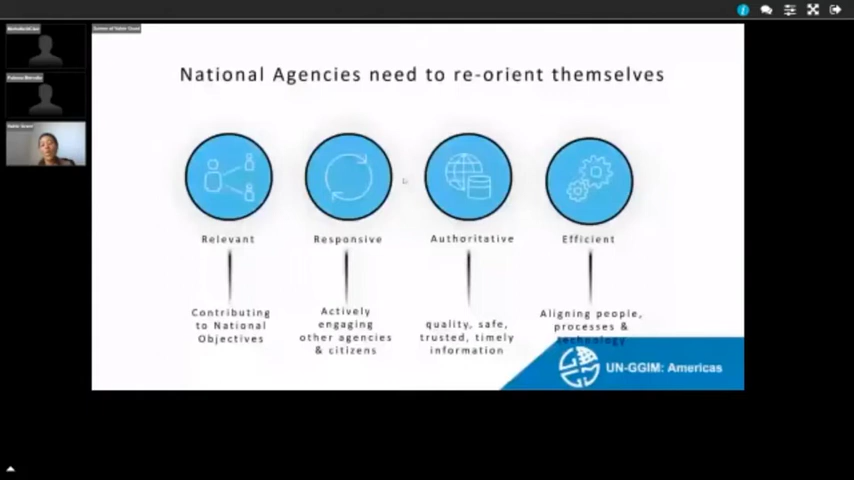 National Agencies need to re-orient themselves
Relevant
Responsive
Authoritative
Efficient
Contributing
to National
Objectives
Actively
engaging
other agencies
& citizens
quality, safe,
trusted, timely
information
Aligning people,
processes &
technology
UN-GGIM: Americas